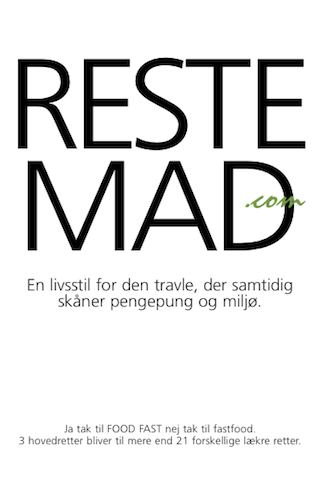 RESTE
MAD
.com
En livsstil for den travle, der samtidig
skåner pengepung og miljø.
Ja tak til FOOD FAST nej tak til fastfood.
3 hovedretter bliver til mere end 21 forskellige lækre retter.